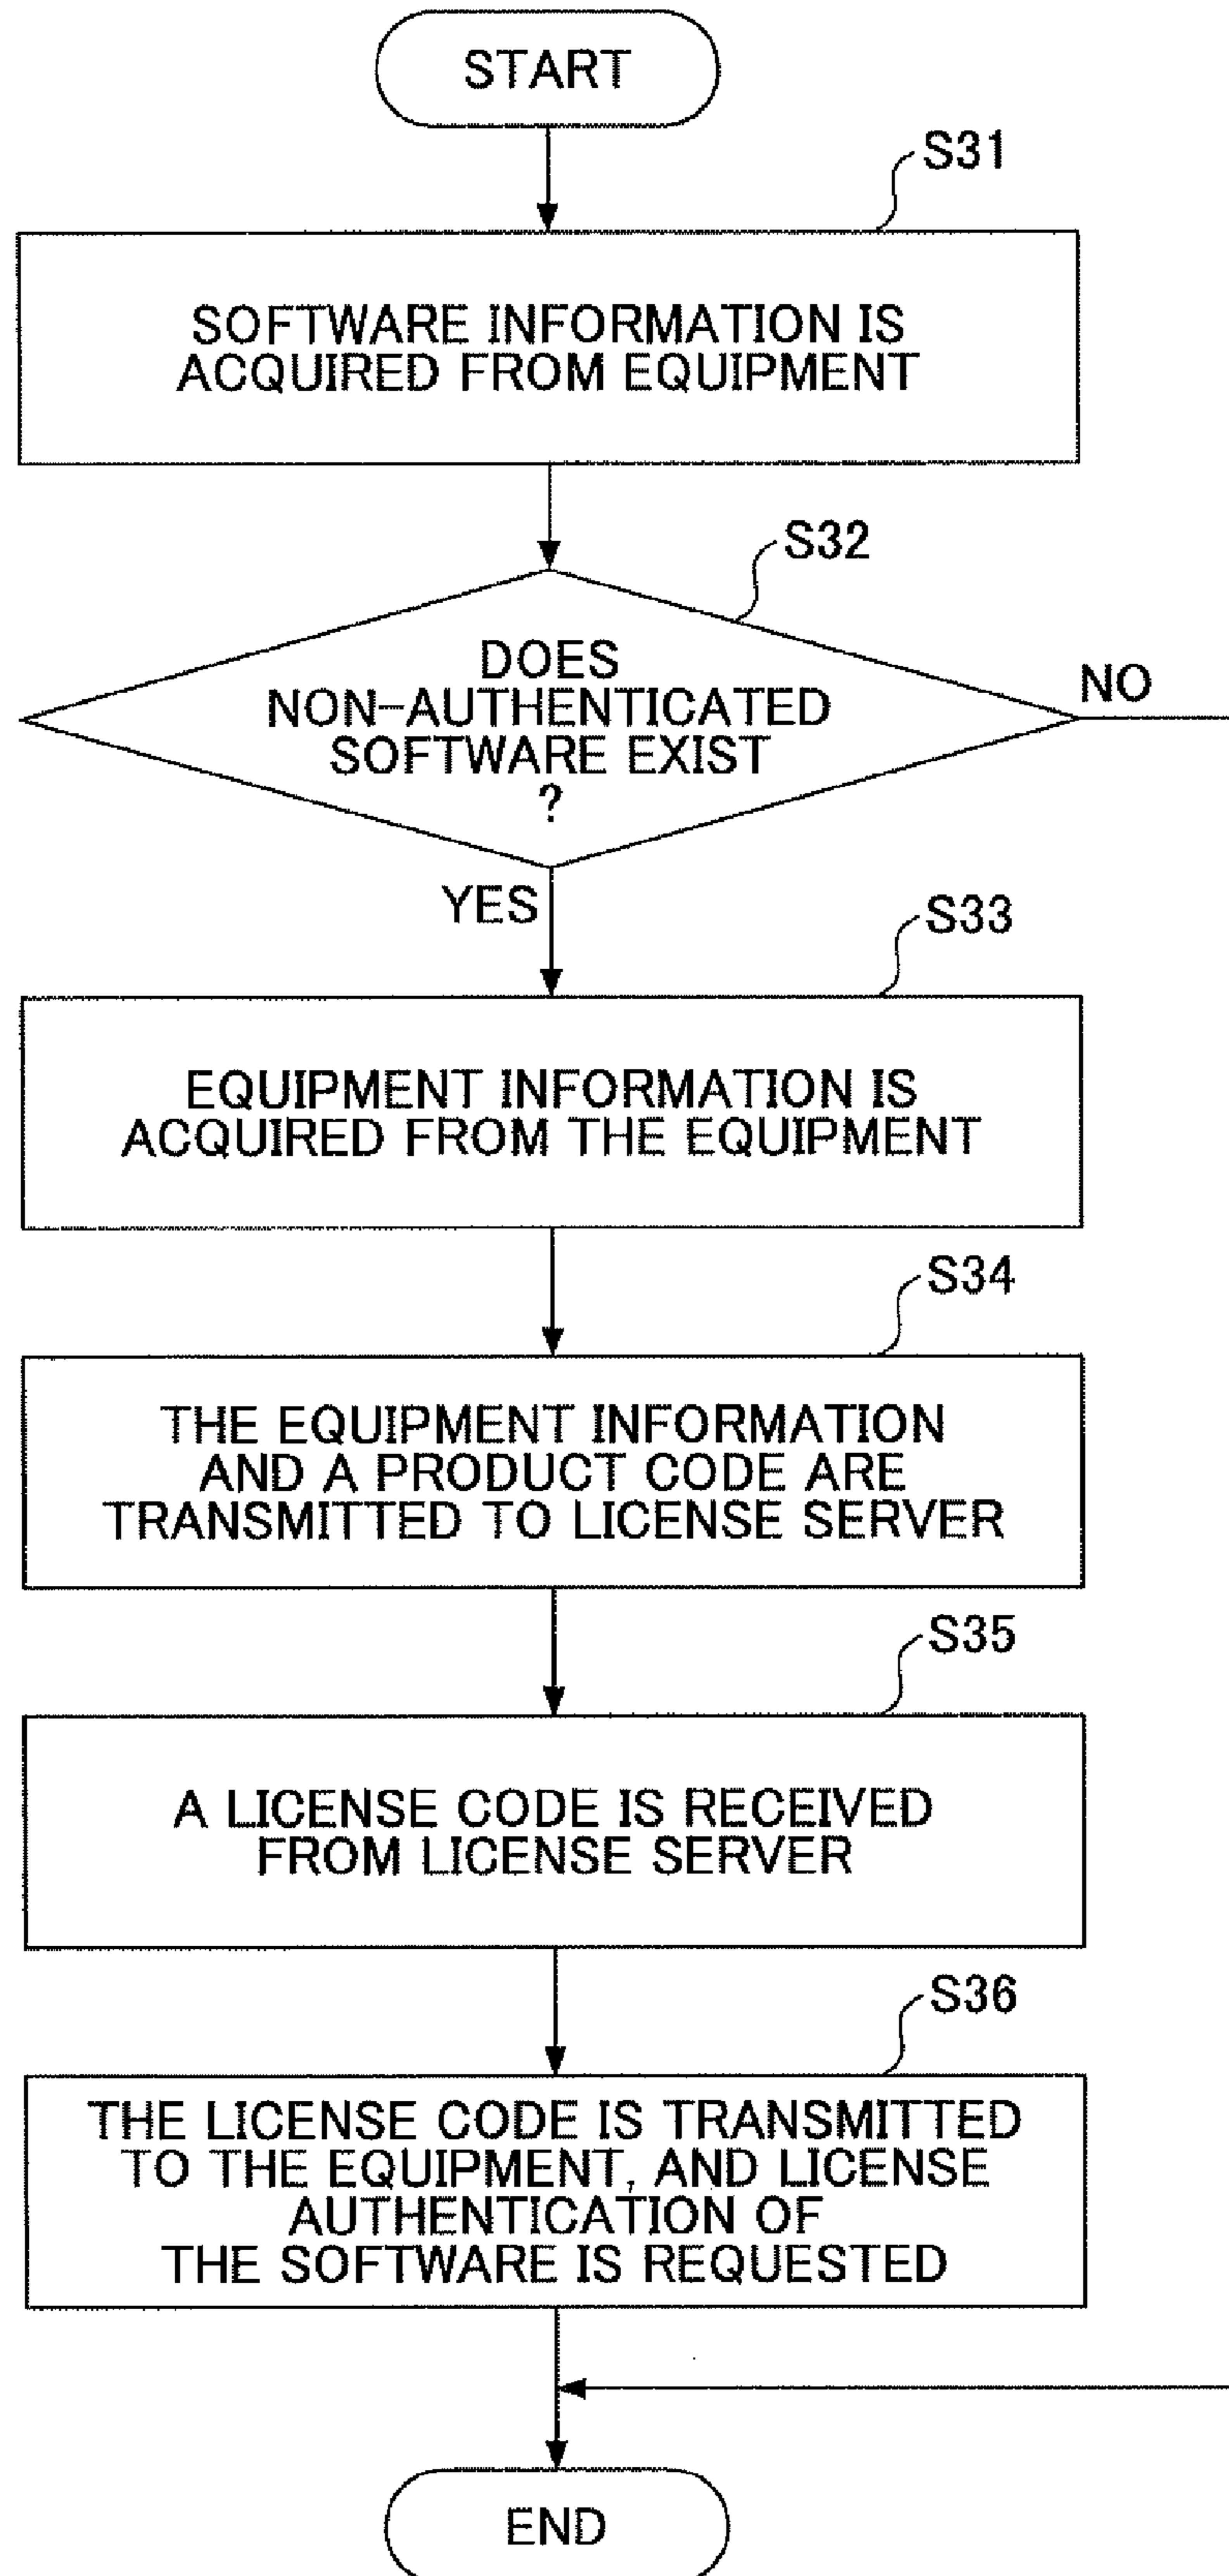 START
S31
SOFTWARE INFORMATION IS
ACQUIRED FROM EQUIPMENT
S32
DOES
NON-AUTHENTICATED
SOFTWARE EXIST
?
NO
YES
S33
EQUIPMENT INFORMATION IS
ACQUIRED FROM THE EQUIPMENT
S34
THE EQUIPMENT INFORMATION
AND A PRODUCT CODE ARE
TRANSMITTED TO LICENSE SERVER
S35
A LICENSE CODE IS RECEIVED
FROM LICENSE SERVER
S36
THE LICENSE CODE IS TRANSMITTED
TO THE EQUIPMENT, AND LICENSE
AUTHENTICATION OF
THE SOFTWARE IS REQUESTED
END